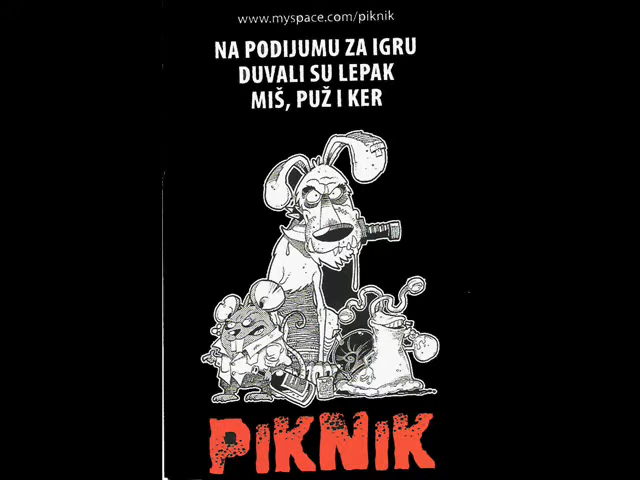 www.myspace.com/piknik
NA PODIJUMU ZA IGRU
DUVALI SU LEPAK
MIŠ, PUŽ I KER
PiKNiK